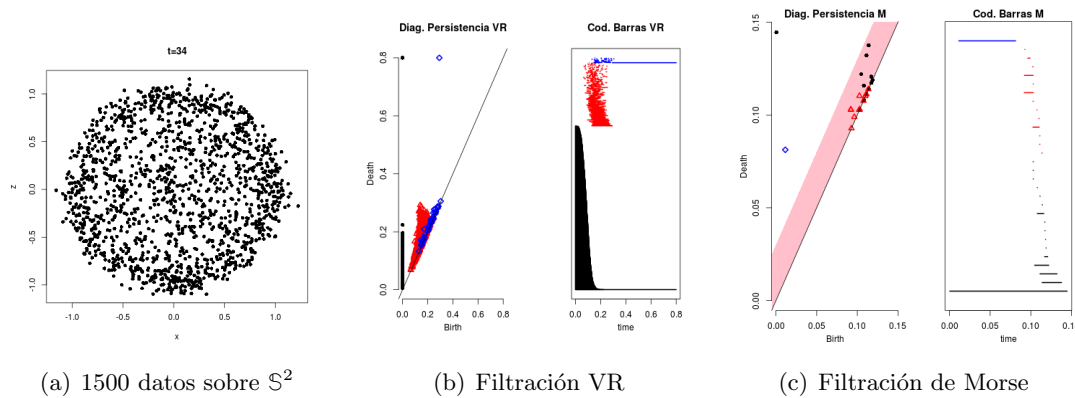 t=34
1.0
0.5
0.0
-0.5
-1.0
z
-1.0 -0.5 0.0 0.5 1.0
x
(a) 1500 datos sobre 𝕊²
Diag. Persistencia VR
0.8
0.6
0.4
0.2
0.0
Death
0.0 0.2 0.4 0.6 0.8
Birth
Cod. Barras VR
0.0 0.2 0.4 0.6 0.8
time
(b) Filtración VR
Diag. Persistencia M
0.15
0.10
0.05
0.00
Death
0.00 0.05 0.10 0.15
Birth
Cod. Barras M
0.00 0.05 0.10
time
(c) Filtración de Morse